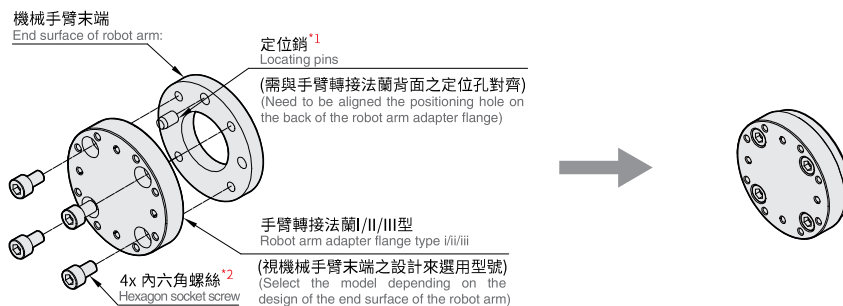 機械手臂末端
End surface of robot arm:
定位銷*1
Locating pins
(需與手臂轉接法蘭背面之定位孔對齊)
(Need to be aligned the positioning hole on
the back of the robot arm adapter flange)
手臂轉接法蘭I/II/III型
Robot arm adapter flange type i/ii/iii
(視機械手臂末端之設計來選用型號)
(Select the model depending on the
design of the end surface of the robot arm)
4x 內六角螺絲*2
Hexagon socket screw